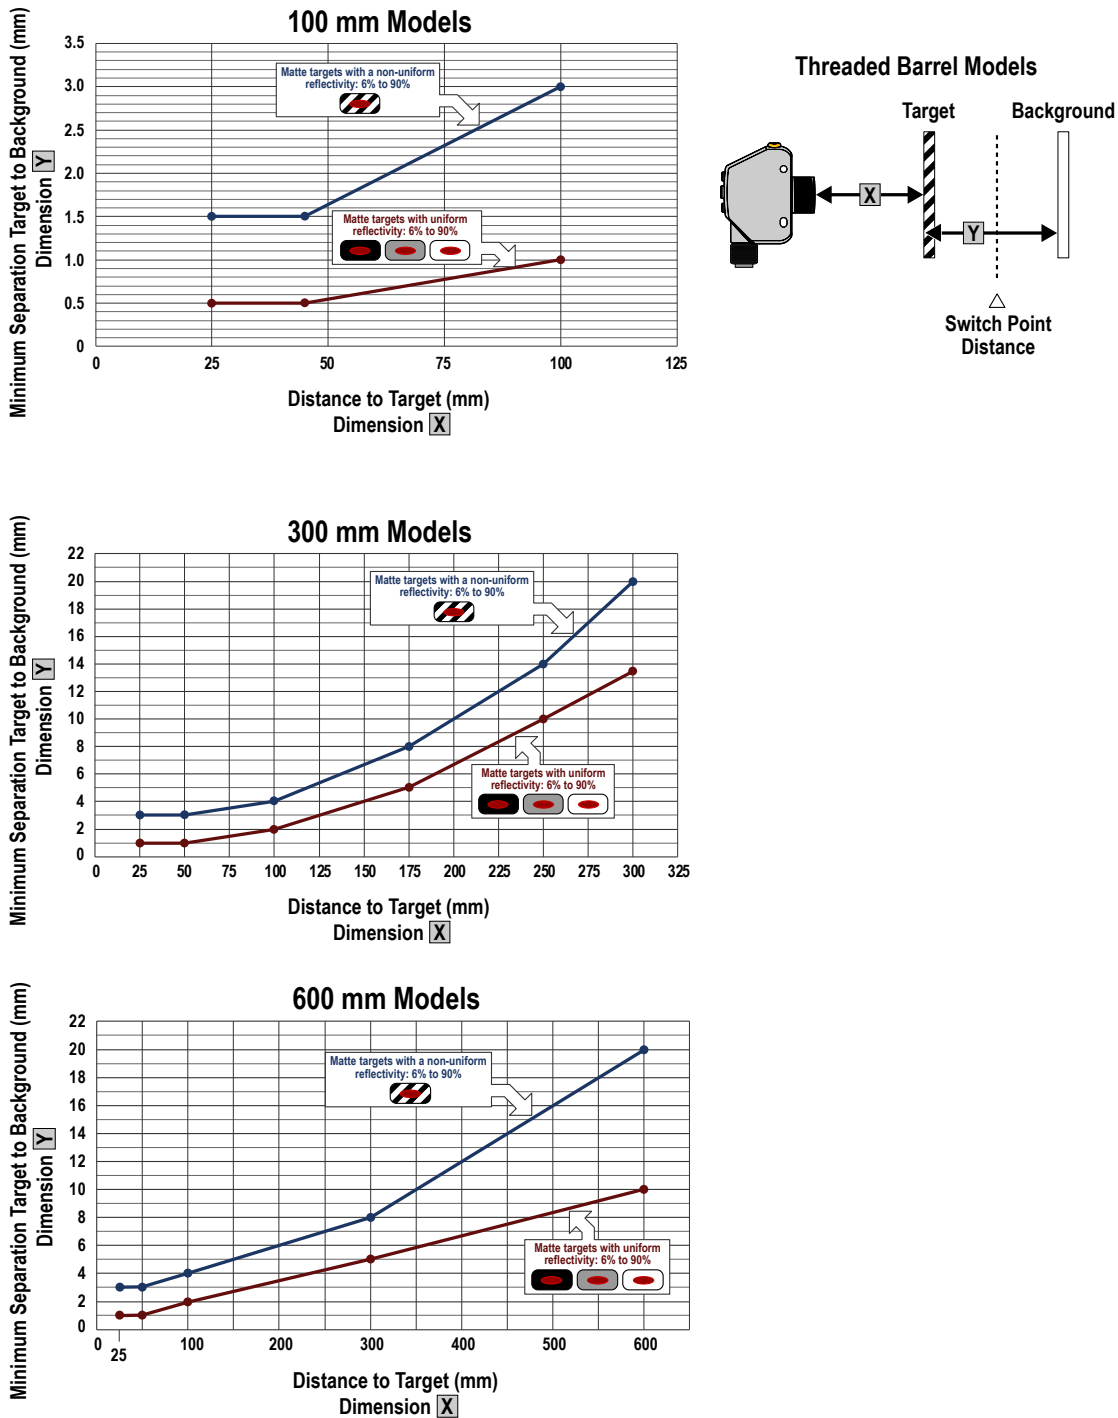 100 mm Models
Minimum Separation Target to Background (mm)
Dimension Y
3.5
3.0
2.5
2.0
1.5
1.0
0.5
0
Matte targets with a non-uniform
reflectivity: 6% to 90%
Matte targets with uniform
reflectivity: 6% to 90%
0 25 50 75 100 125
Distance to Target (mm)
Dimension X
Threaded Barrel Models
Target Background
X
Y
Switch Point
Distance
300 mm Models
Minimum Separation Target to Background (mm)
Dimension Y
22
20
18
16
14
12
10
8
6
4
2
0
Matte targets with a non-uniform
reflectivity: 6% to 90%
Matte targets with uniform
reflectivity: 6% to 90%
0 25 50 75 100 125 150 175 200 225 250 275 300 325
Distance to Target (mm)
Dimension X
600 mm Models
Minimum Separation Target to Background (mm)
Dimension Y
22
20
18
16
14
12
10
8
6
4
2
0
Matte targets with a non-uniform
reflectivity: 6% to 90%
Matte targets with uniform
reflectivity: 6% to 90%
0 100 200 300 400 500 600
25
Distance to Target (mm)
Dimension X